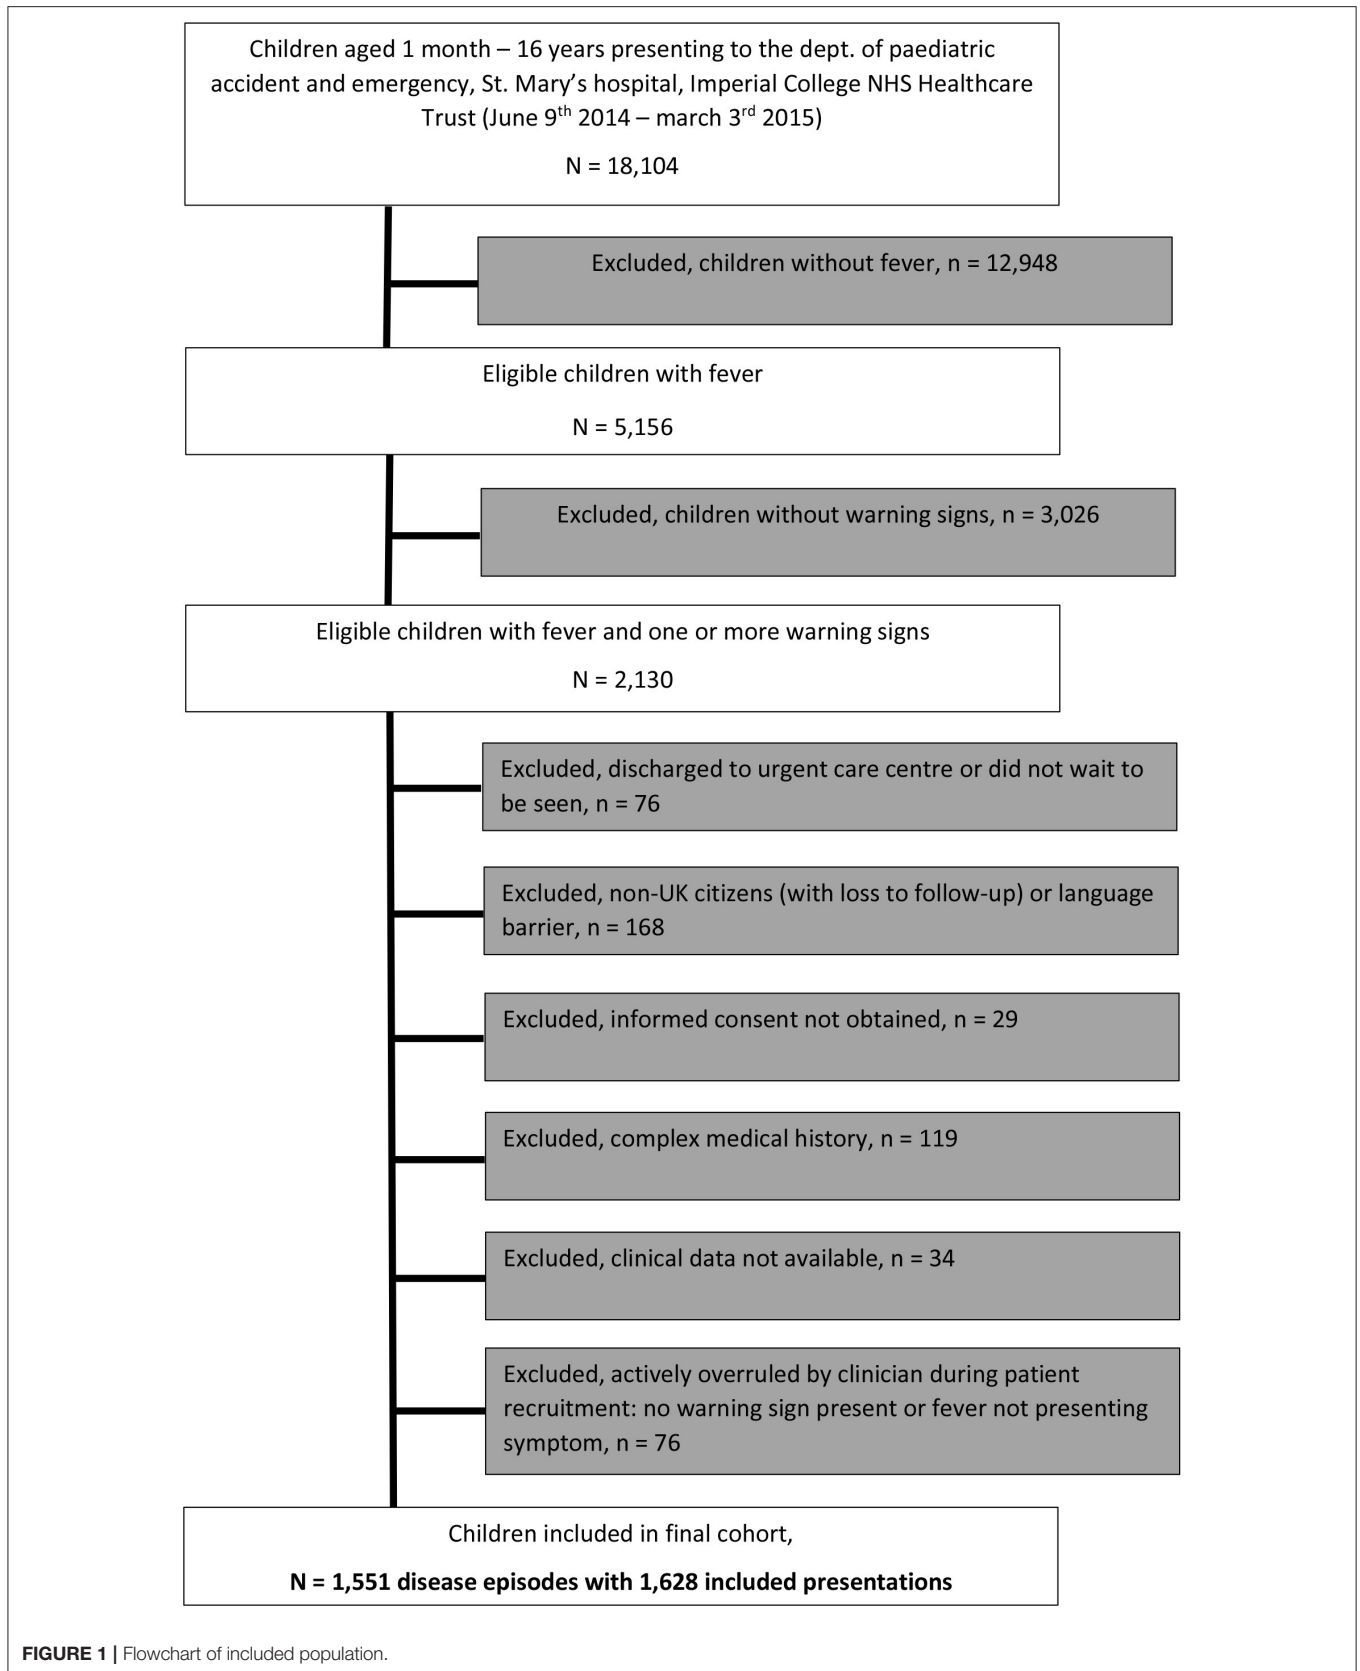 Children aged 1 month – 16 years presenting to the dept. of paediatric
accident and emergency, St. Mary’s hospital, Imperial College NHS Healthcare
Trust (June 9th 2014 – march 3rd 2015)
N = 18,104
Excluded, children without fever, n = 12,948
Eligible children with fever
N = 5,156
Excluded, children without warning signs, n = 3,026
Eligible children with fever and one or more warning signs
N = 2,130
Excluded, discharged to urgent care centre or did not wait to
be seen, n = 76
Excluded, non-UK citizens (with loss to follow-up) or language
barrier, n = 168
Excluded, informed consent not obtained, n = 29
Excluded, complex medical history, n = 119
Excluded, clinical data not available, n = 34
Excluded, actively overruled by clinician during patient
recruitment: no warning sign present or fever not presenting
symptom, n = 76
Children included in final cohort,
N = 1,551 disease episodes with 1,628 included presentations
FIGURE 1 | Flowchart of included population.